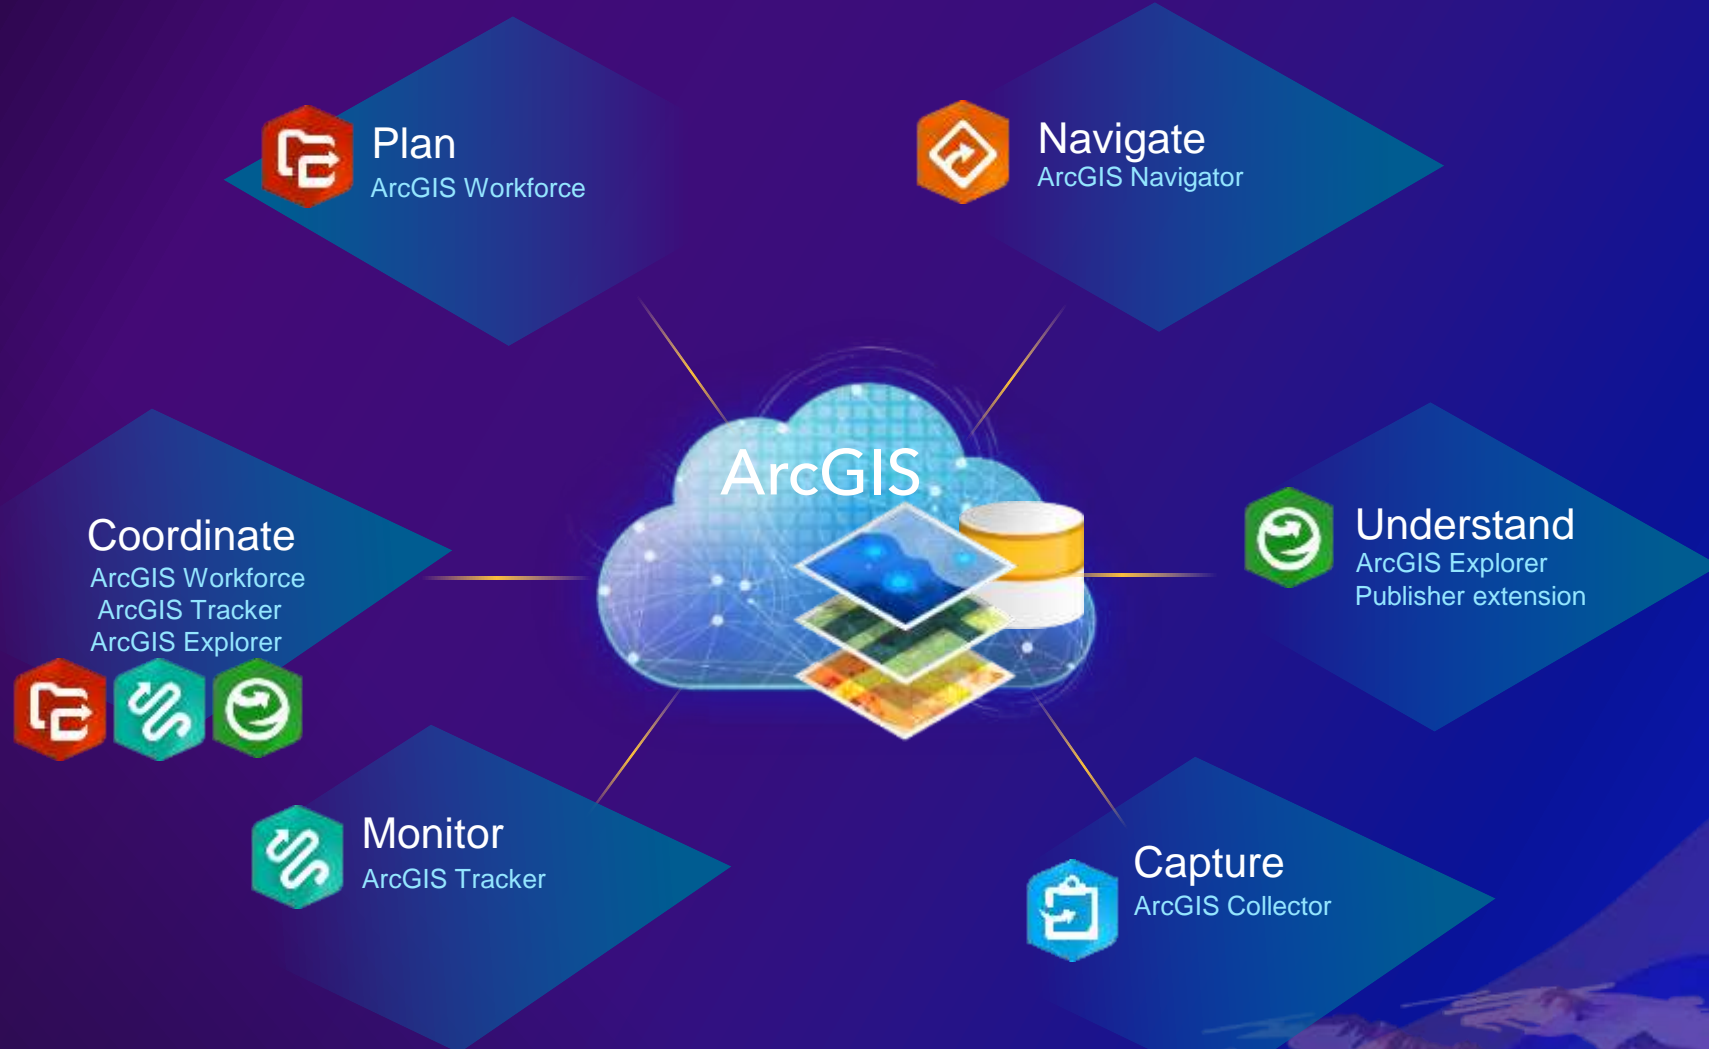 Plan
ArcGIS Workforce
Navigate
ArcGIS Navigator
ArcGIS
Coordinate
ArcGIS Workforce
ArcGIS Tracker
ArcGIS Explorer
Understand
ArcGIS Explorer
Publisher extension
Monitor
ArcGIS Tracker
Capture
ArcGIS Collector